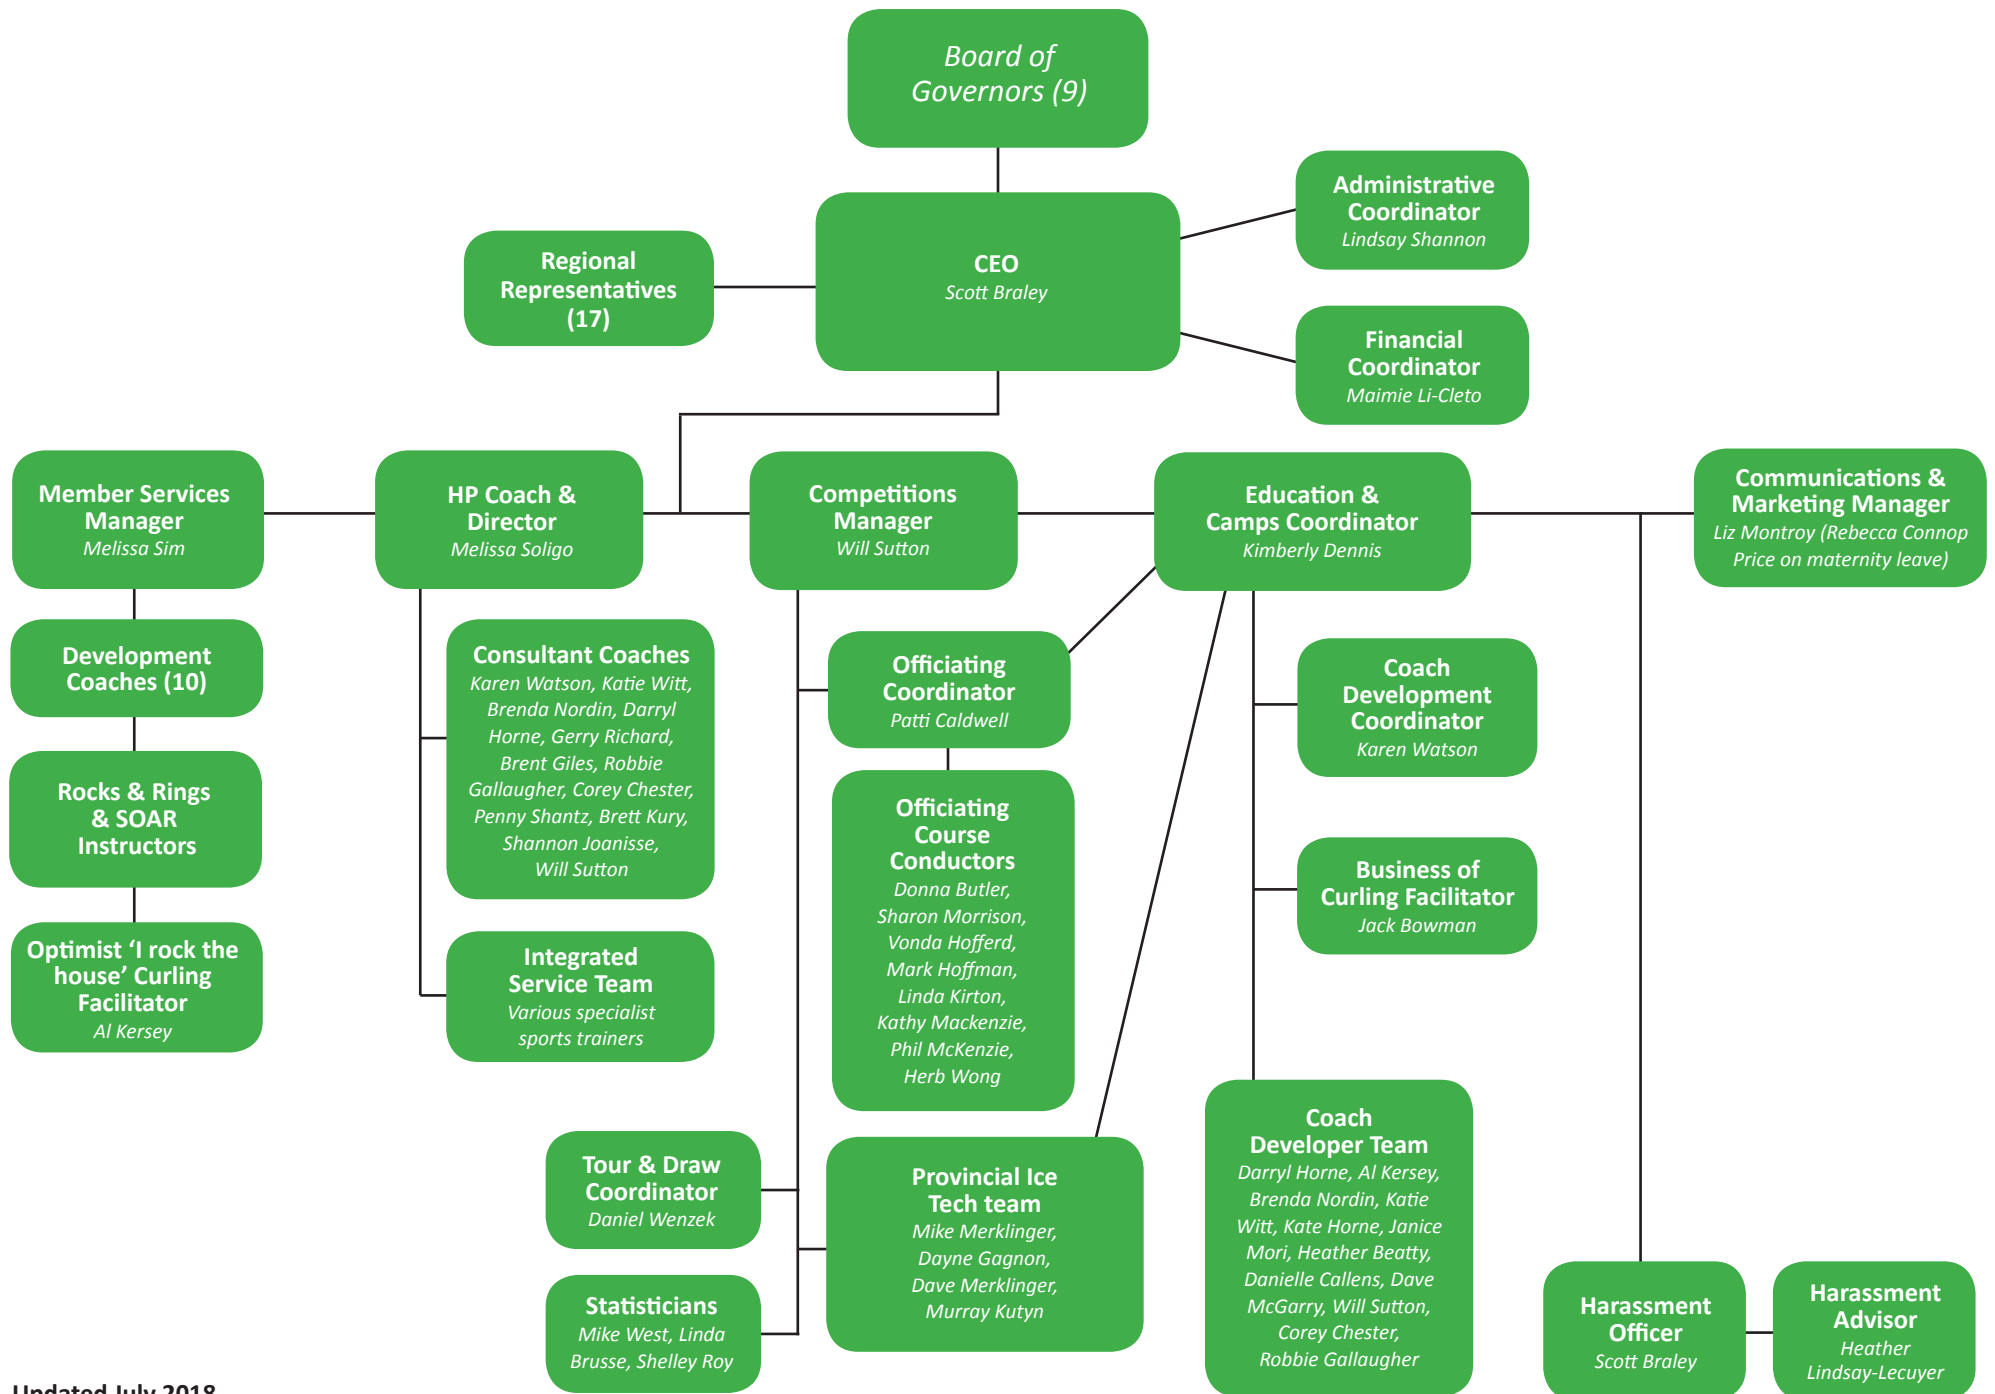 Board of
Governors (9)
Administrative
Coordinator
Lindsay Shannon
Regional
Representatives
(17)
CEO
Scott Braley
Financial
Coordinator
Maimie Li-Cleto
Member Services
Manager
Melissa Sim
HP Coach &
Director
Melissa Soligo
Competitions
Manager
Will Sutton
Education &
Camps Coordinator
Kimberly Dennis
Communications &
Marketing Manager
Liz Montroy (Rebecca Connop
Price on maternity leave)
Development
Coaches (10)
Rocks & Rings
& SOAR
Instructors
Optimist ‘I rock the
house’ Curling
Facilitator
Al Kersey
Consultant Coaches
Karen Watson, Katie Witt,
Brenda Nordin, Darryl
Horne, Gerry Richard,
Brent Giles, Robbie
Gallaugher, Corey Chester,
Penny Shantz, Brett Kury,
Shannon Joanisse,
Will Sutton
Integrated
Service Team
Various specialist
sports trainers
Officiating
Coordinator
Patti Caldwell
Officiating
Course
Conductors
Donna Butler,
Sharon Morrison,
Vonda Hofferd,
Mark Hoffman,
Linda Kirton,
Kathy Mackenzie,
Phil McKenzie,
Herb Wong
Coach
Development
Coordinator
Karen Watson
Business of
Curling Facilitator
Jack Bowman
Tour & Draw
Coordinator
Daniel Wenzek
Statisticians
Mike West, Linda
Brusse, Shelley Roy
Provincial Ice
Tech team
Mike Merklinger,
Dayne Gagnon,
Dave Merklinger,
Murray Kutyn
Coach
Developer Team
Darryl Horne, Al Kersey,
Brenda Nordin, Katie
Witt, Kate Horne, Janice
Mori, Heather Beatty,
Danielle Callens, Dave
McGarry, Will Sutton,
Corey Chester,
Robbie Gallaugher
Harassment
Officer
Scott Braley
Harassment
Advisor
Heather
Lindsay-Lecuyer
Updated July 2018